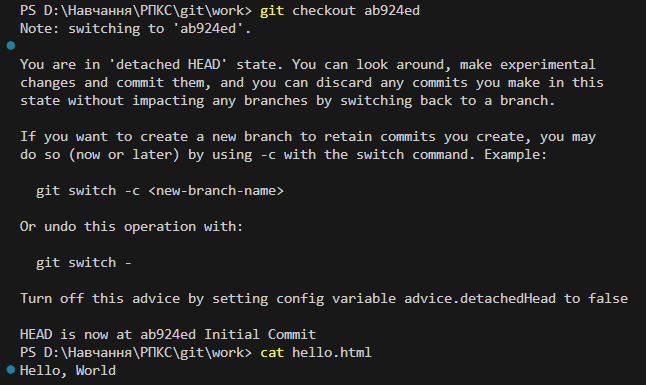 PS D:\Навчання\РПКС\git\work> git checkout ab924ed
Note: switching to 'ab924ed'.
You are in 'detached HEAD' state. You can look around, make experimental
changes and commit them, and you can discard any commits you make in this
state without impacting any branches by switching back to a branch.
If you want to create a new branch to retain commits you create, you may
do so (now or later) by using -c with the switch command. Example:
git switch -c <new-branch-name>
Or undo this operation with:
git switch -
Turn off this advice by setting config variable advice.detachedHead to false
HEAD is now at ab924ed Initial Commit
PS D:\Навчання\РПКС\git\work> cat hello.html
Hello, World